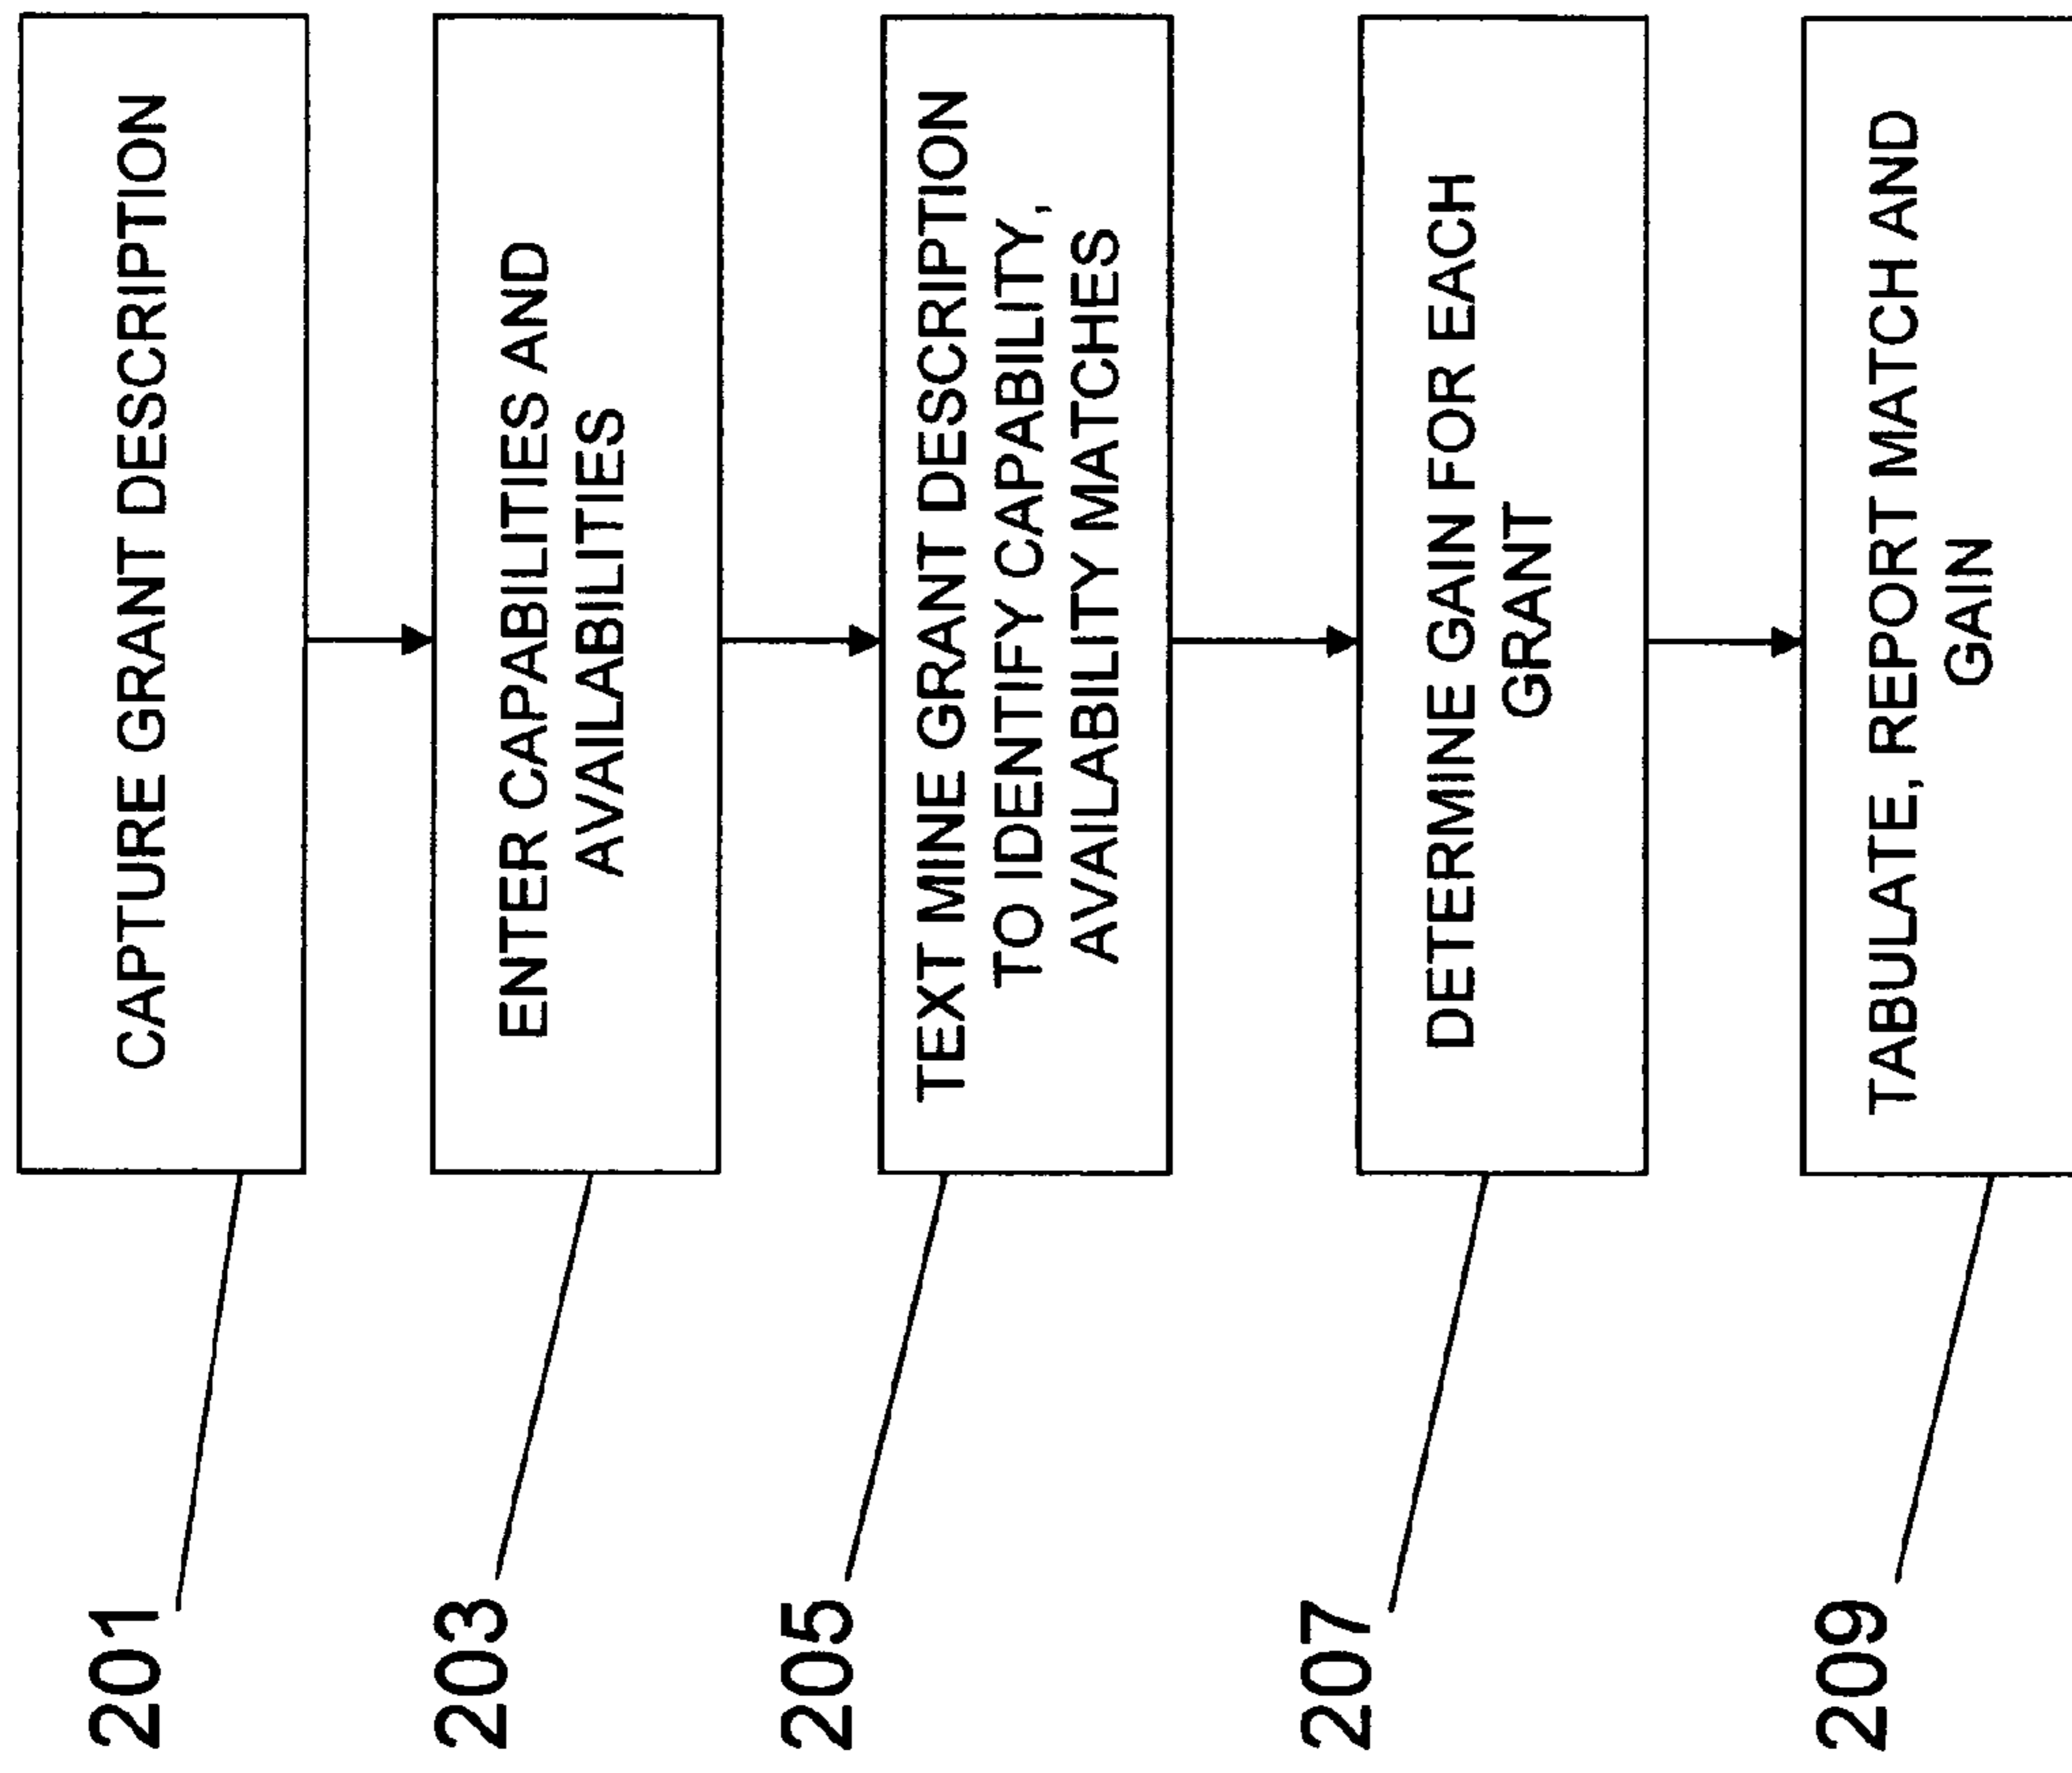 201
CAPTURE GRANT DESCRIPTION
203
ENTER CAPABILITIES AND
AVAILABILITIES
205
TEXT MINE GRANT DESCRIPTION
TO IDENTIFY CAPABILITY,
AVAILABILITY MATCHES
207
DETERMINE GAIN FOR EACH
GRANT
209
TABULATE, REPORT MATCH AND
GAIN